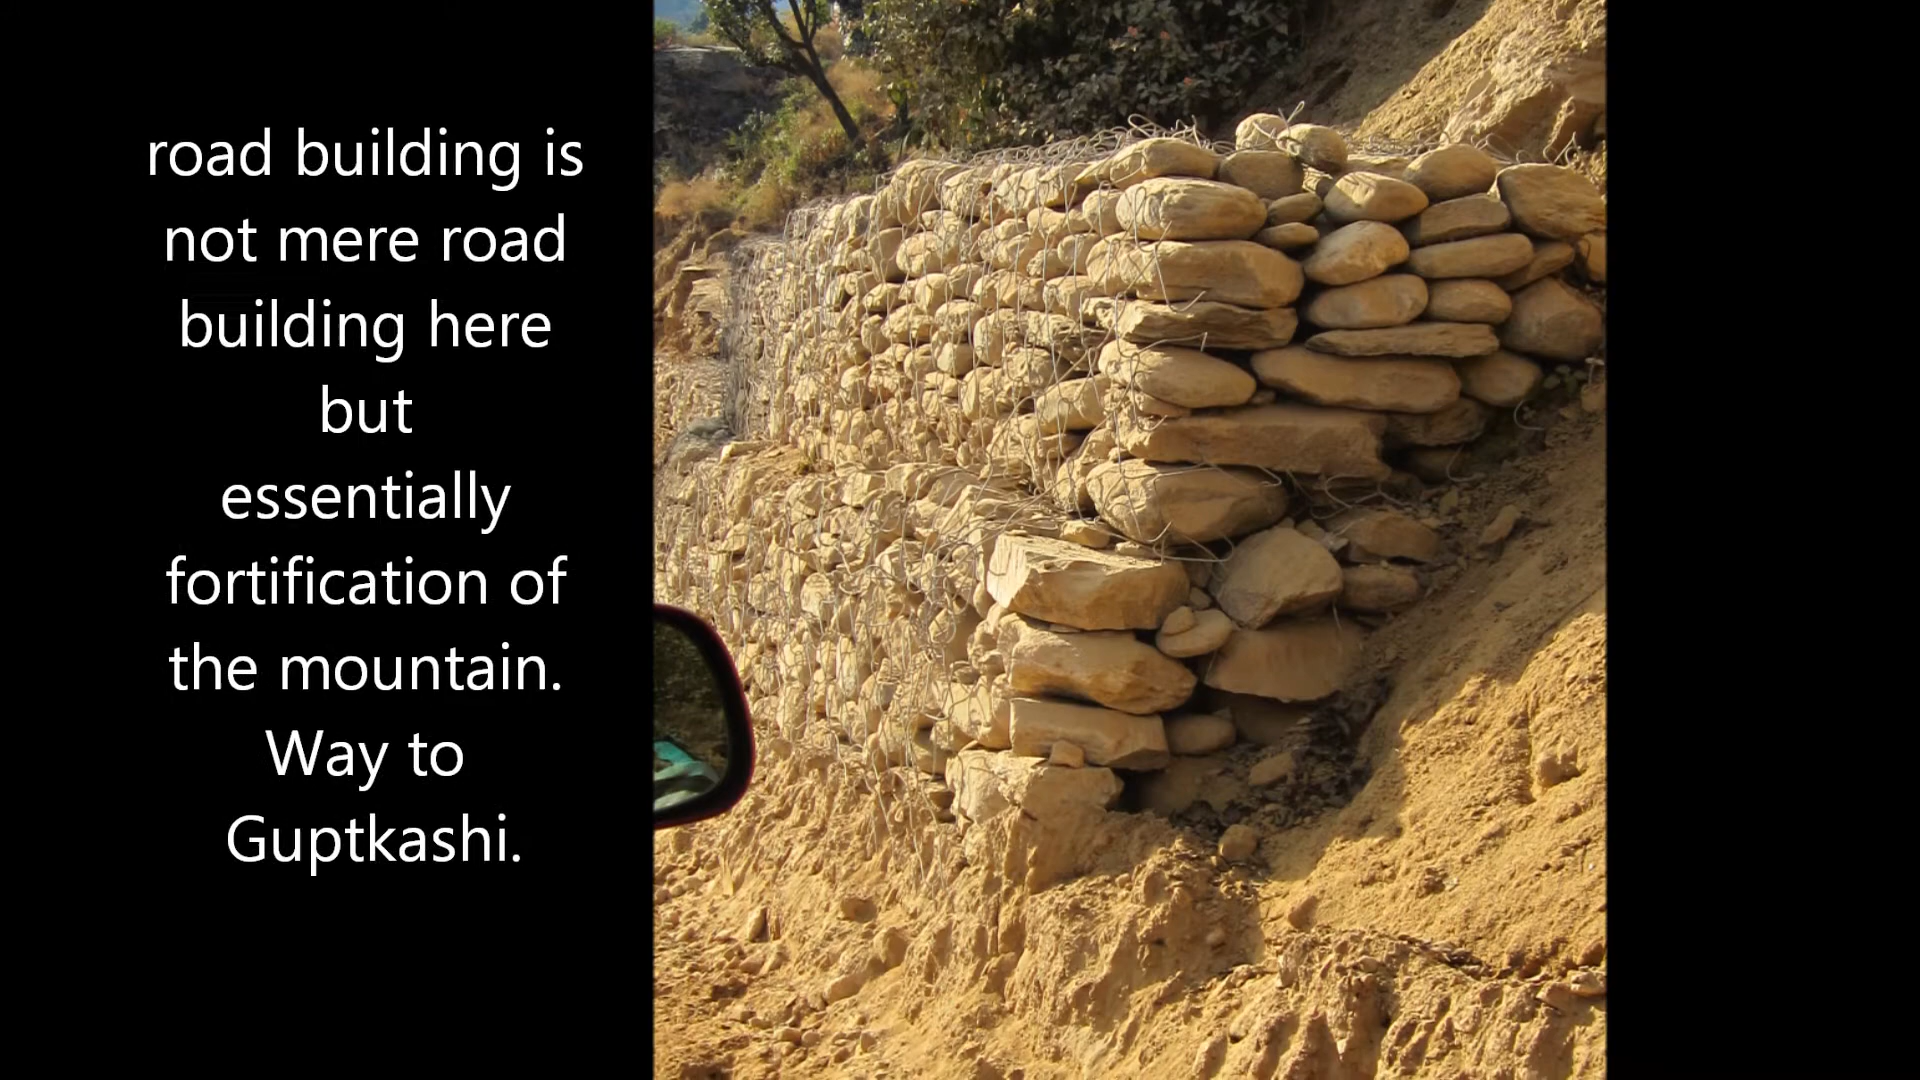 road building is
not mere road
building here
but
essentially
fortification of
the mountain.
Way to
Guptkashi.